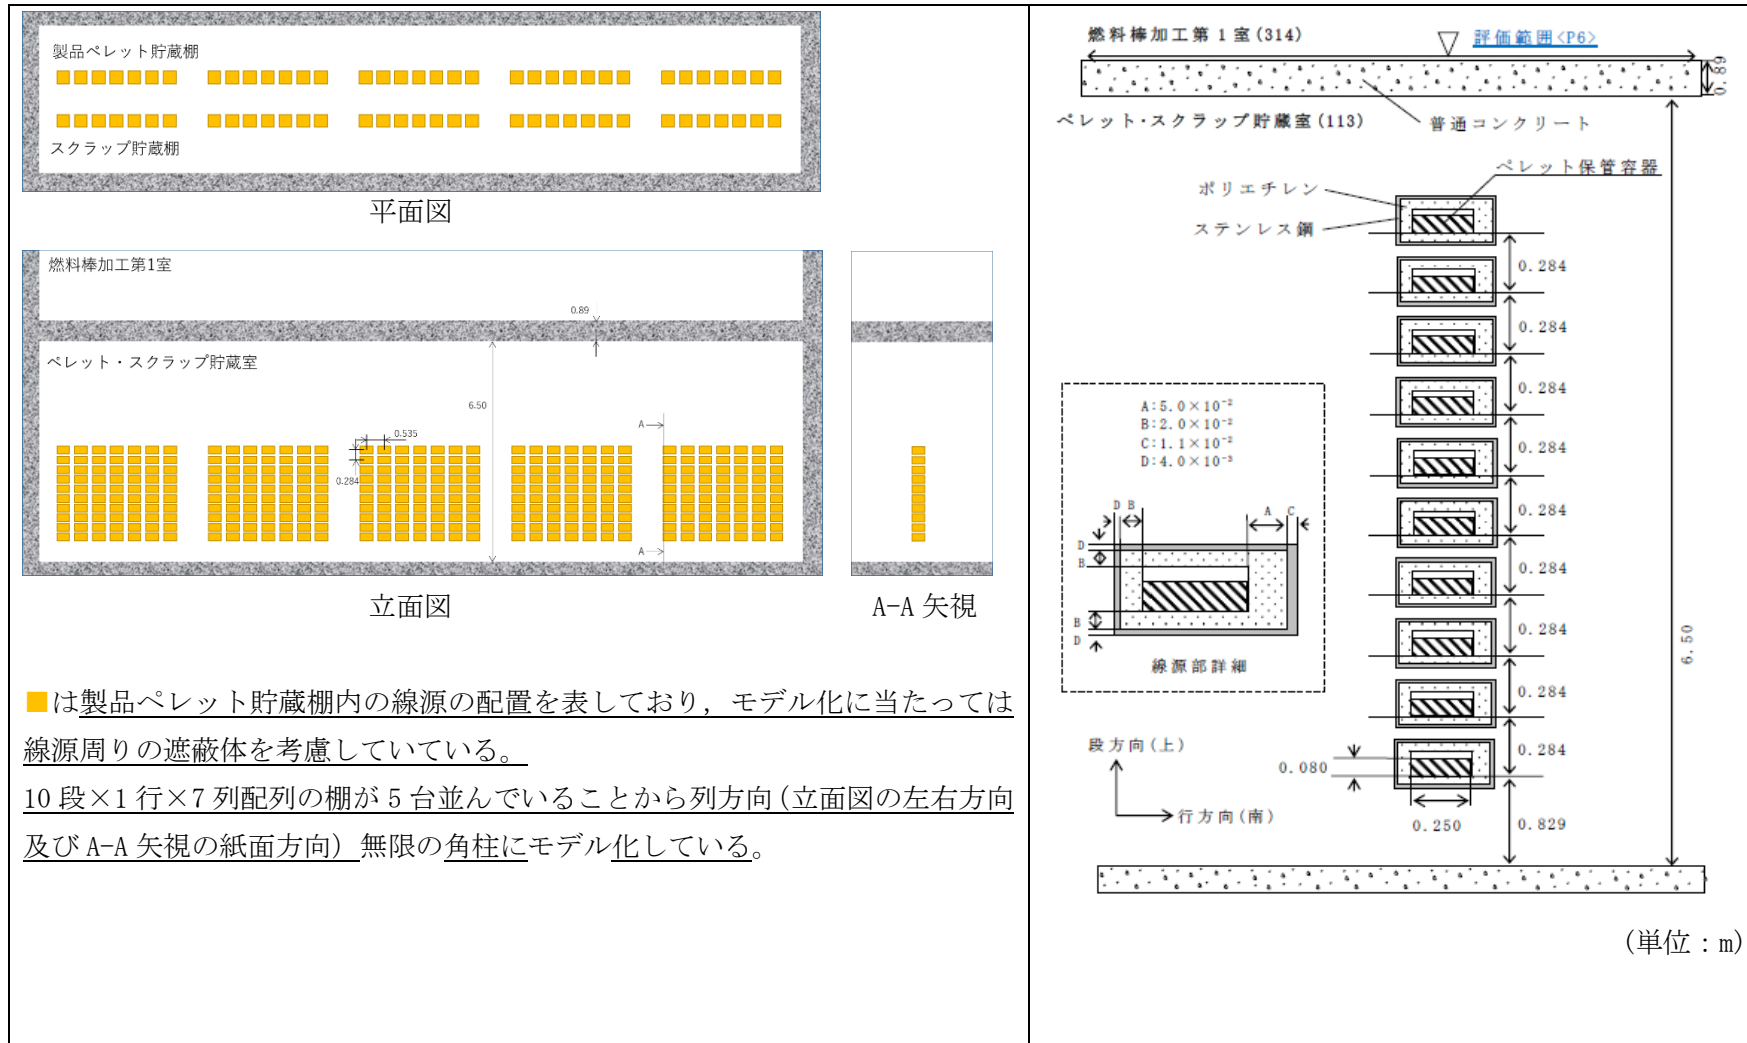 製品ペレット貯蔵棚
スクラップ貯蔵棚
平面図
燃料棒加工第1室
0.89
ペレット・スクラップ貯蔵室
6.50
A
0.535
0.284
A
立面図
A-A 矢視
■は製品ペレット貯蔵棚内の線源の配置を表しており，モデル化に当たっては
線源周りの遮蔽体を考慮していている。
10 段×1 行×7 列配列の棚が 5 台並んでいることから列方向(立面図の左右方向
及び A-A 矢視の紙面方向) 無限の角柱にモデル化している。
燃料棒加工第1室(314)
評価範囲<P6>
0.89
ペレット・スクラップ貯蔵室(113)
普通コンクリート
ペレット保管容器
ポリエチレン
ステンレス鋼
0.284
0.284
0.284
0.284
0.284
0.284
0.284
0.284
0.284
A:5.0×10⁻²
B:2.0×10⁻²
C:1.1×10⁻²
D:4.0×10⁻³
D B
A C
D
B
B
D
線源部詳細
6.50
段方向(上)
0.080
行方向(南)
0.250
0.829
(単位：m)